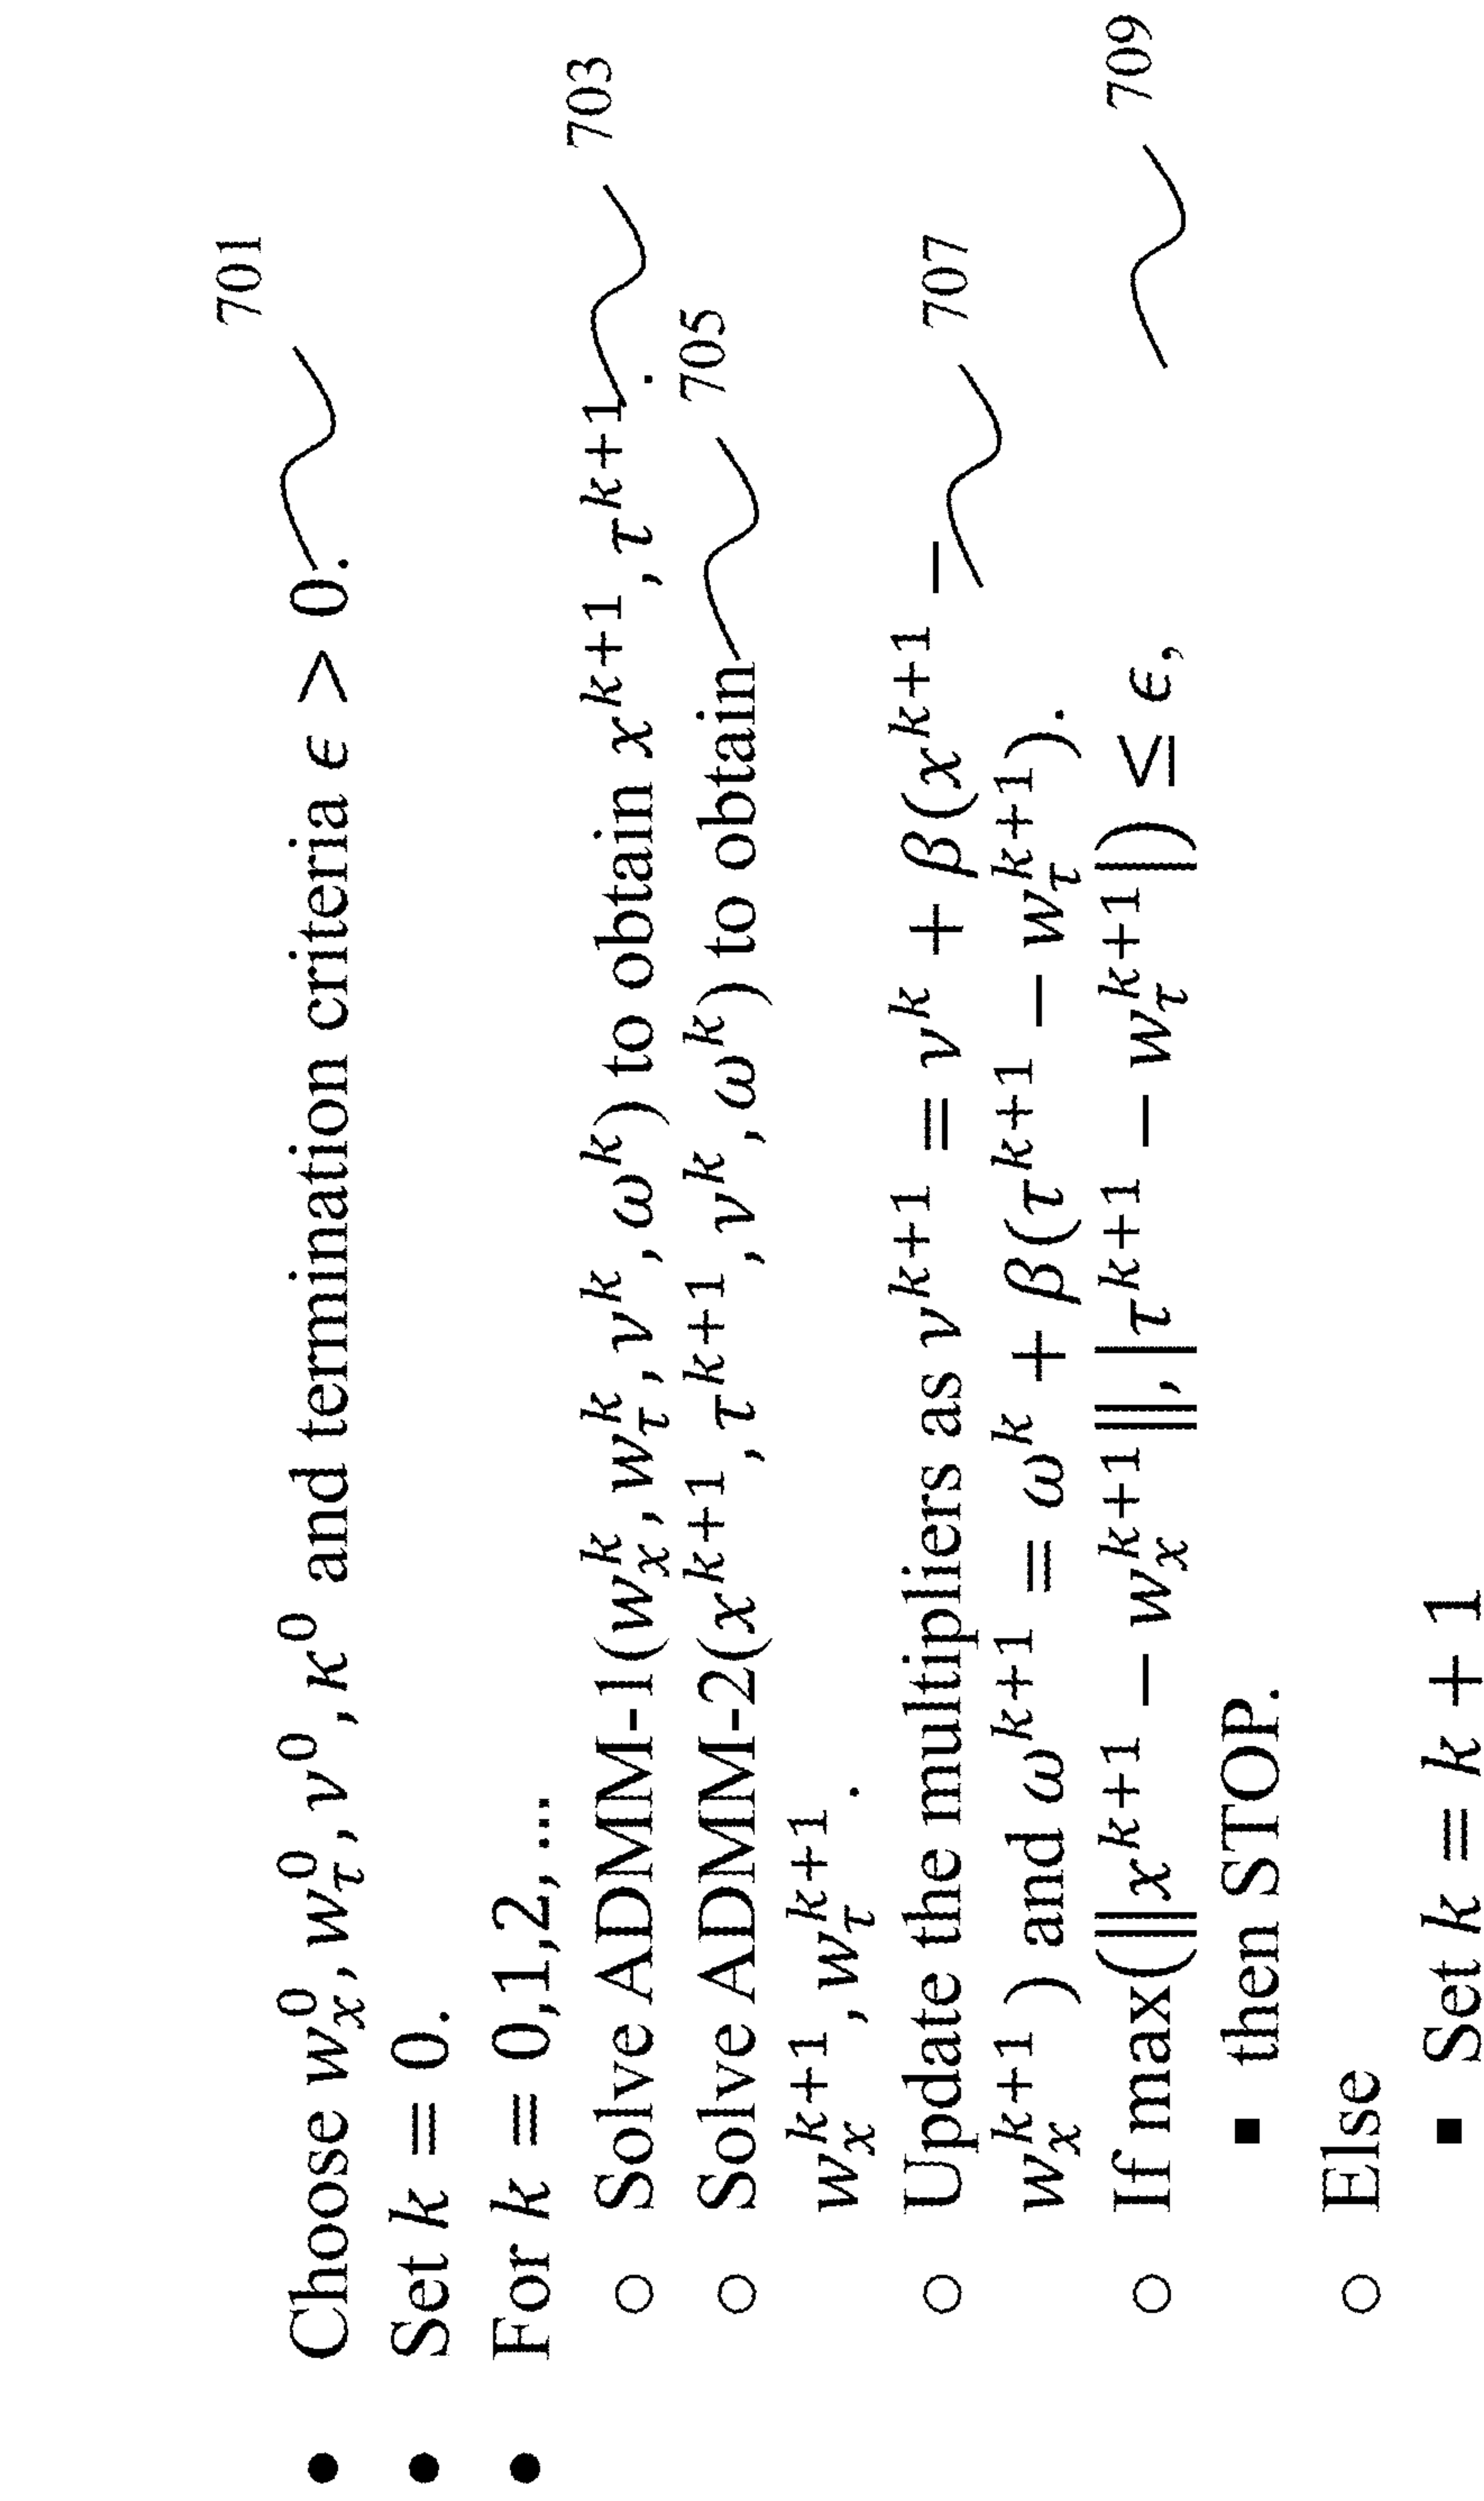 701
• Choose w_x^0, w_τ^0, ν^0, κ^0 and termination criteria ϵ > 0.
• Set k = 0.
• For k = 0,1,2,...
703
○ Solve ADMM-1(w_x^k, w_τ^k, ν^k, ω^k) to obtain x^{k+1}, τ^{k+1}.
705
○ Solve ADMM-2(x^{k+1}, τ^{k+1}, ν^k, ω^k) to obtain
w_x^{k+1}, w_τ^{k+1}.
707
○ Update the multipliers as ν^{k+1} = ν^k + β(x^{k+1} −
w_x^{k+1}) and ω^{k+1} = ω^k + β(τ^{k+1} − w_τ^{k+1}).
709
○ If max(‖x^{k+1} − w_x^{k+1}‖|,‖τ^{k+1} − w_τ^{k+1}‖) ≤ ϵ,
▪ then STOP.
○ Else
▪ Set k = k + 1